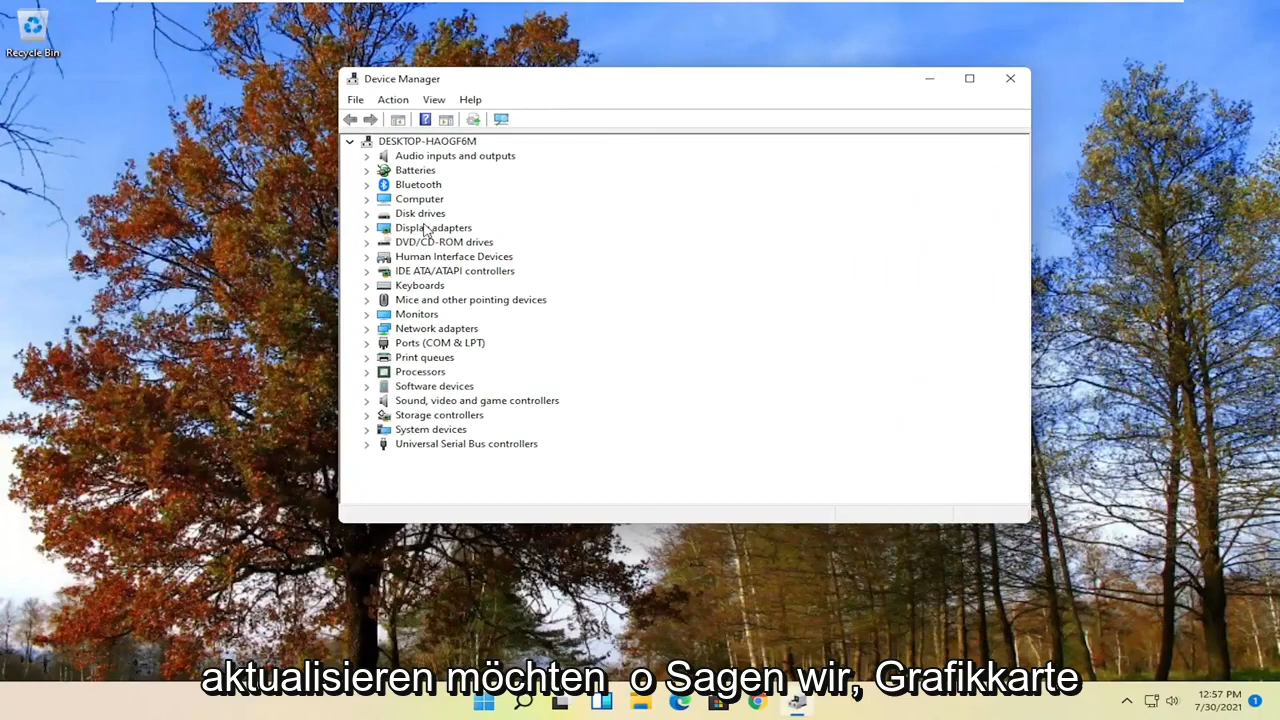 Recycle Bin
Device Manager
File Action View Help
DESKTOP-HAOGF6M
Audio inputs and outputs
Batteries
Bluetooth
Computer
Disk drives
Display adapters
DVD/CD-ROM drives
Human Interface Devices
IDE ATA/ATAPI controllers
Keyboards
Mice and other pointing devices
Monitors
Network adapters
Ports (COM & LPT)
Print queues
Processors
Software devices
Sound, video and game controllers
Storage controllers
System devices
Universal Serial Bus controllers
aktualisieren möchten o Sagen wir, Grafikkarte
12:57 PM
7/30/2021
1